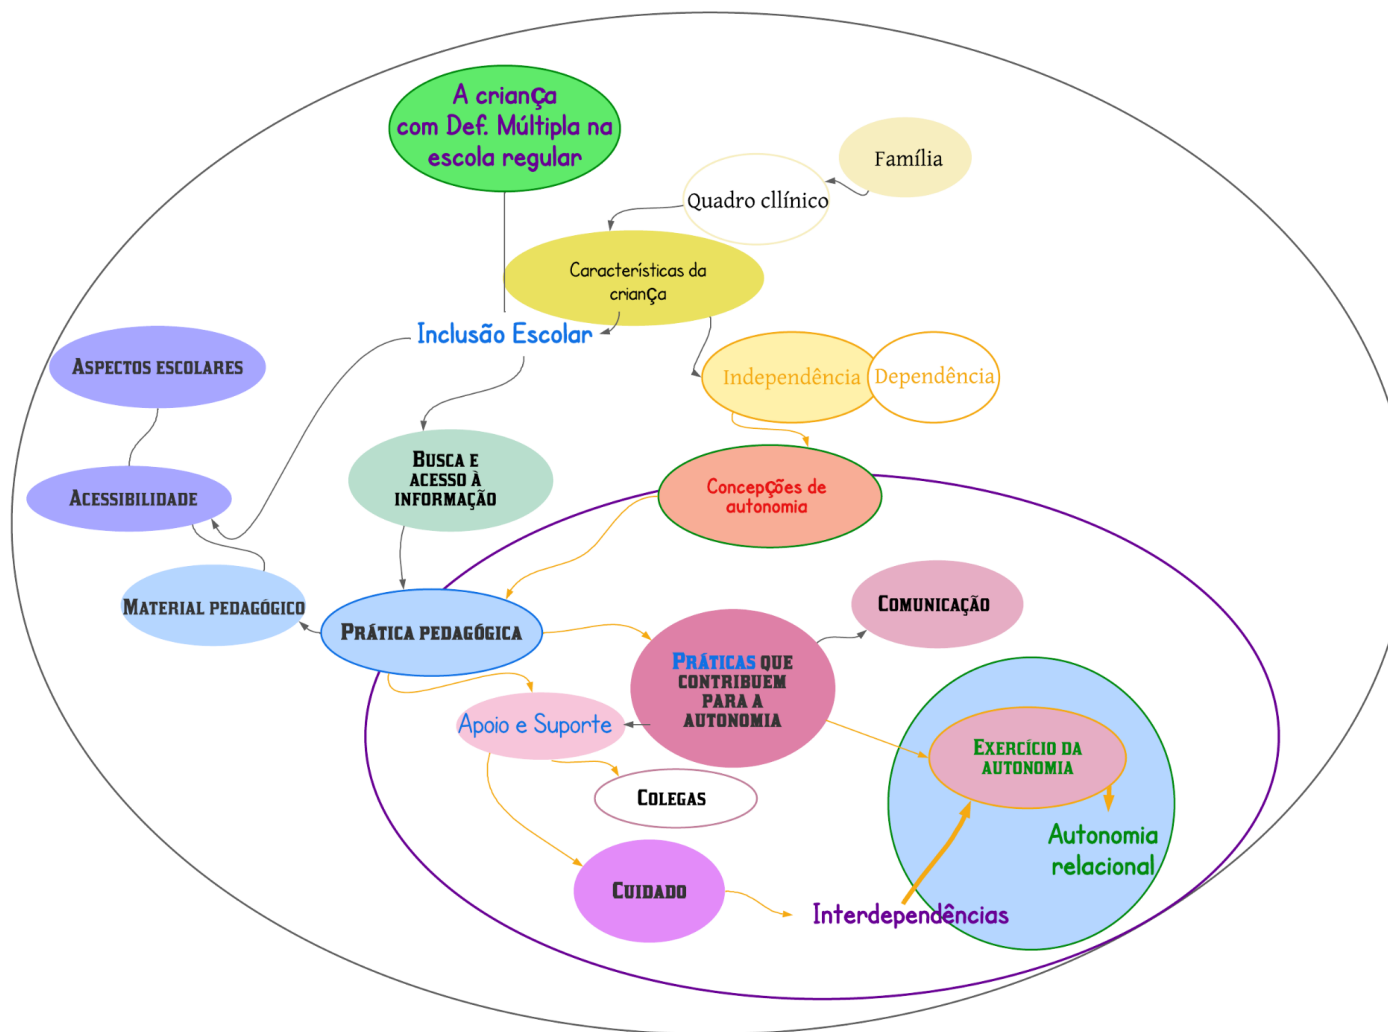 A criança
com Def. Múltipla na
escola regular
Família
Quadro cllínico
Características da
criança
Inclusão Escolar
Aspectos escolares
Independência
Dependência
Busca e
acesso à
informação
Acessibilidade
Concepções de
autonomia
Material pedagógico
Prática pedagógica
Comunicação
Práticas que
contribuem
para a
autonomia
Apoio e Suporte
Exercício da
autonomia
Colegas
Autonomia
relacional
Cuidado
Interdependências